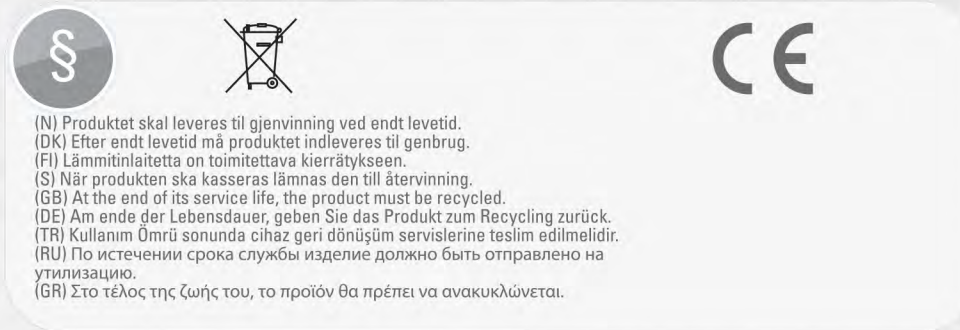 §
CE
(N) Produktet skal leveres til gjenvinning ved endt levetid.
(DK) Efter endt levetid må produktet indleveres til genbrug.
(FI) Lämmitinlaitetta on toimitettava kierrätykseen.
(S) När produkten ska kasseras lämnas den till återvinning.
(GB) At the end of its service life, the product must be recycled.
(DE) Am ende der Lebensdauer, geben Sie das Produkt zum Recycling zurück.
(TR) Kullanım Ömrü sonunda cihaz geri dönüşüm servislerine teslim edilmelidir.
(RU) По истечении срока службы изделие должно быть отправлено на
утилизацию.
(GR) Στο τέλος της ζωής του, το προϊόν θα πρέπει να ανακυκλώνεται.